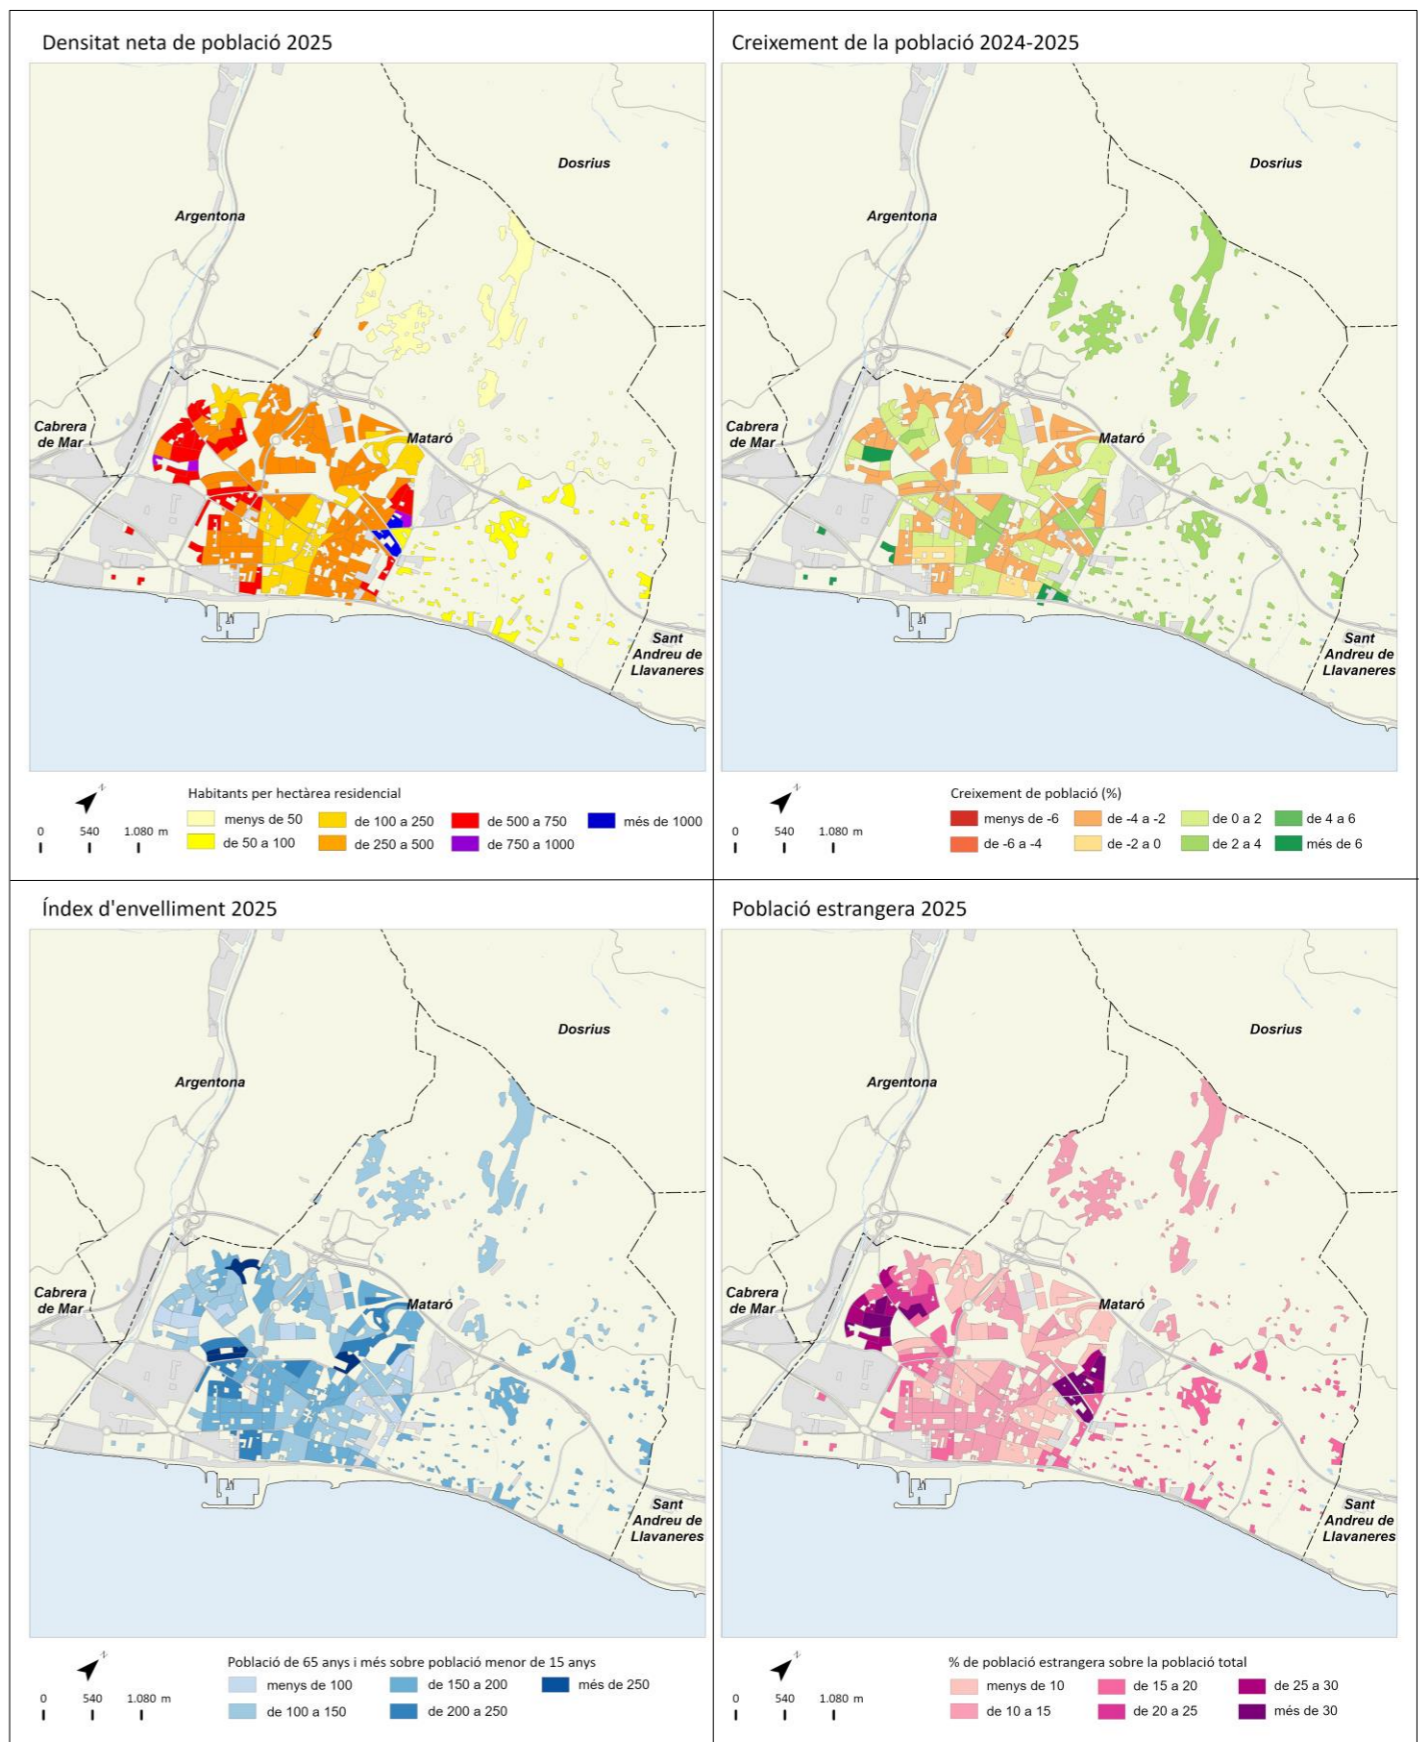 Densitat neta de població 2025
Dosrius
Argentona
Cabrera
de Mar
Mataró
Sant
Andreu de
Llavaneres
Habitants per hectàrea residencial
menys de 50
de 100 a 250
de 500 a 750
més de 1000
de 50 a 100
de 250 a 500
de 750 a 1000
0 540 1.080 m
Creixement de la població 2024-2025
Dosrius
Argentona
Cabrera
de Mar
Mataró
Sant
Andreu de
Llavaneres
Creixement de població (%)
menys de -6
de -4 a -2
de 0 a 2
de 4 a 6
de -6 a -4
de -2 a 0
de 2 a 4
més de 6
0 540 1.080 m
Índex d'envelliment 2025
Dosrius
Argentona
Cabrera
de Mar
Mataró
Sant
Andreu de
Llavaneres
Població de 65 anys i més sobre població menor de 15 anys
menys de 100
de 150 a 200
més de 250
de 100 a 150
de 200 a 250
0 540 1.080 m
Població estrangera 2025
Dosrius
Argentona
Cabrera
de Mar
Mataró
Sant
Andreu de
Llavaneres
% de població estrangera sobre la població total
menys de 10
de 15 a 20
de 25 a 30
de 10 a 15
de 20 a 25
més de 30
0 540 1.080 m